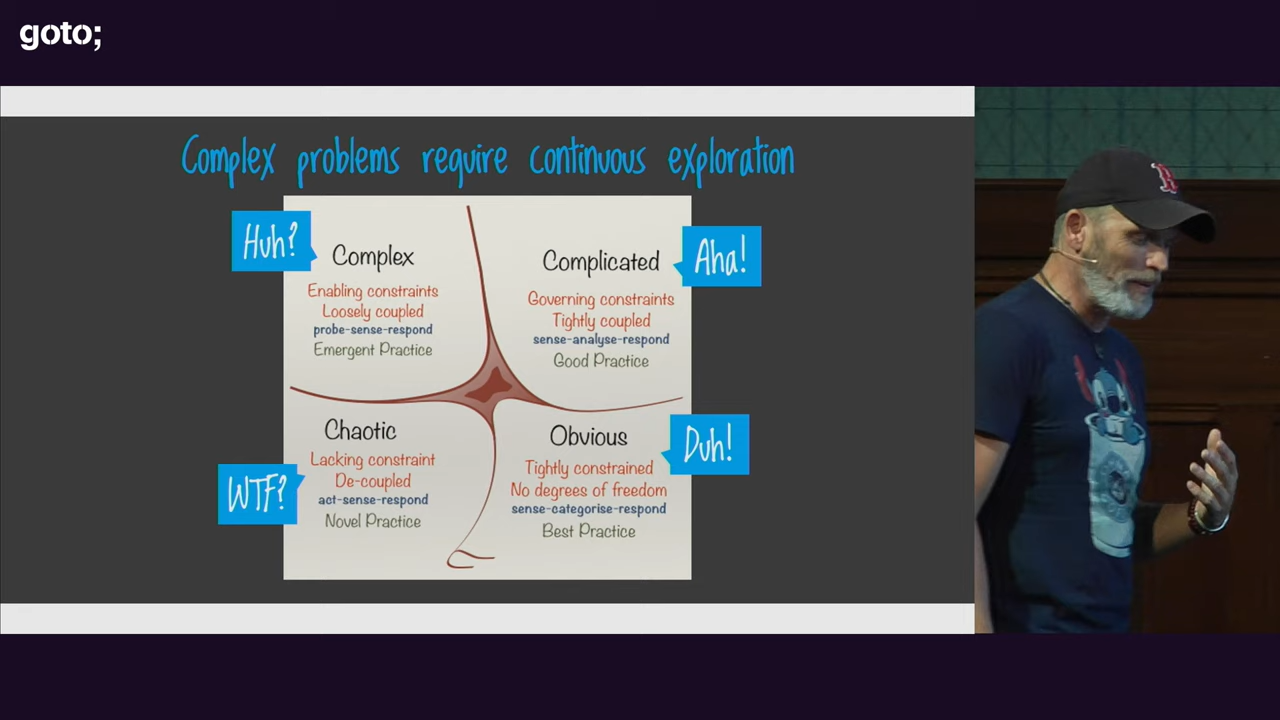 goto;
Complex problems require continuous exploration
Huh?
Complex
Enabling constraints
Loosely coupled
probe-sense-respond
Emergent Practice
Complicated
Aha!
Governing constraints
Tightly coupled
sense-analyse-respond
Good Practice
Chaotic
Lacking constraint
De-coupled
WTF?
act-sense-respond
Novel Practice
Obvious
Duh!
Tightly constrained
No degrees of freedom
sense-categorise-respond
Best Practice
B